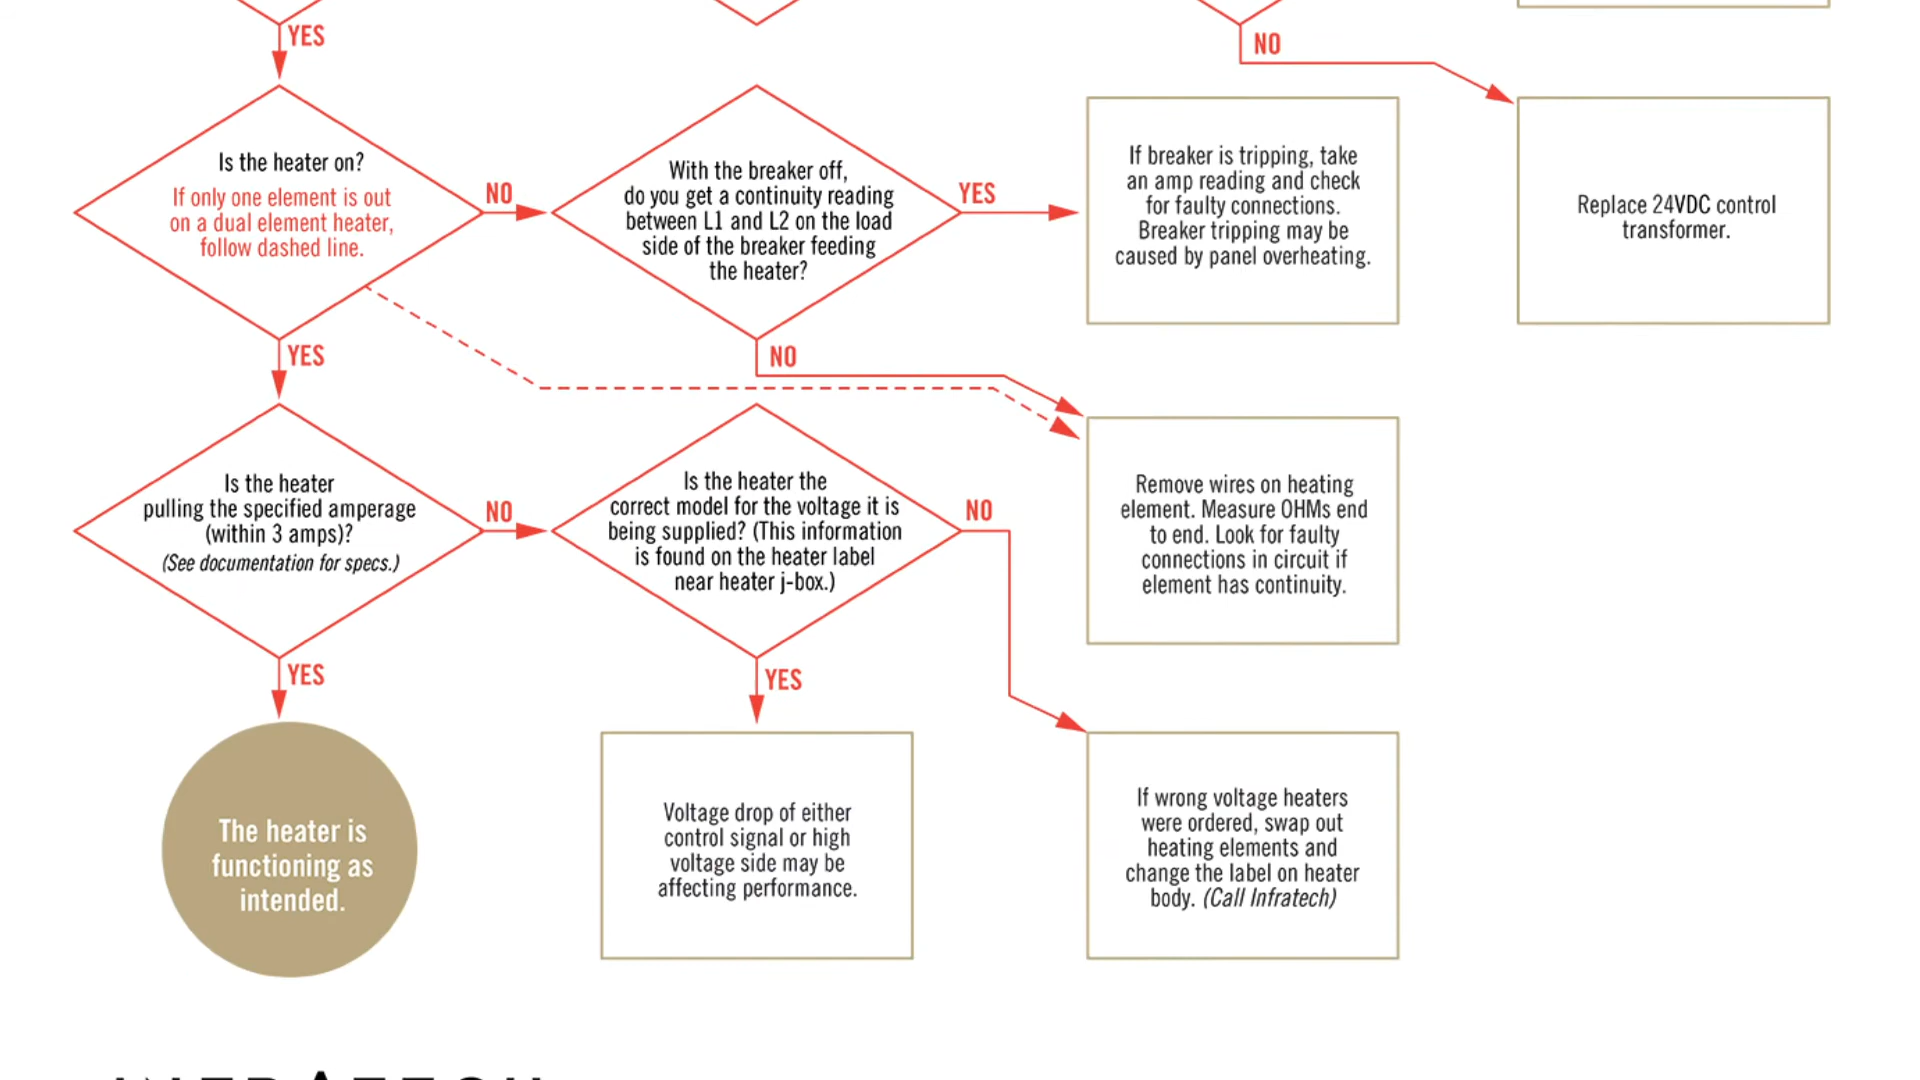 YES
NO
Is the heater on?
If only one element is out
on a dual element heater,
follow dashed line.
NO
With the breaker off,
do you get a continuity reading
between L1 and L2 on the load
side of the breaker feeding
the heater?
YES
If breaker is tripping, take
an amp reading and check
for faulty connections.
Breaker tripping may be
caused by panel overheating.
Replace 24VDC control
transformer.
YES
NO
Is the heater
pulling the specified amperage
(within 3 amps)?
(See documentation for specs.)
NO
Is the heater the
correct model for the voltage it is
being supplied? (This information
is found on the heater label
near heater j-box.)
NO
Remove wires on heating
element. Measure OHMs end
to end. Look for faulty
connections in circuit if
element has continuity.
YES
YES
The heater is
functioning as
intended.
Voltage drop of either
control signal or high
voltage side may be
affecting performance.
If wrong voltage heaters
were ordered, swap out
heating elements and
change the label on heater
body. (Call Infratech)
INFRATECH